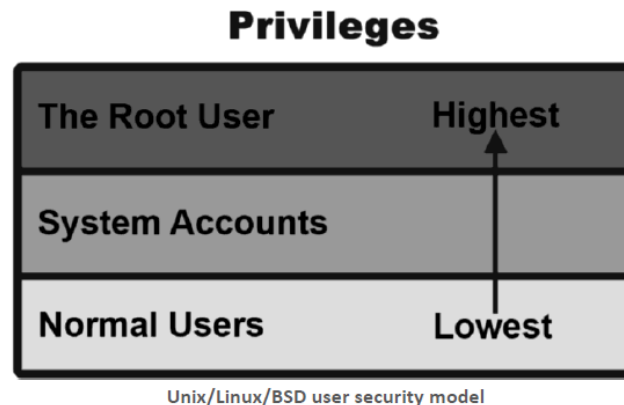 Privileges
The Root User Highest
System Accounts
Normal Users Lowest
Unix/Linux/BSD user security model